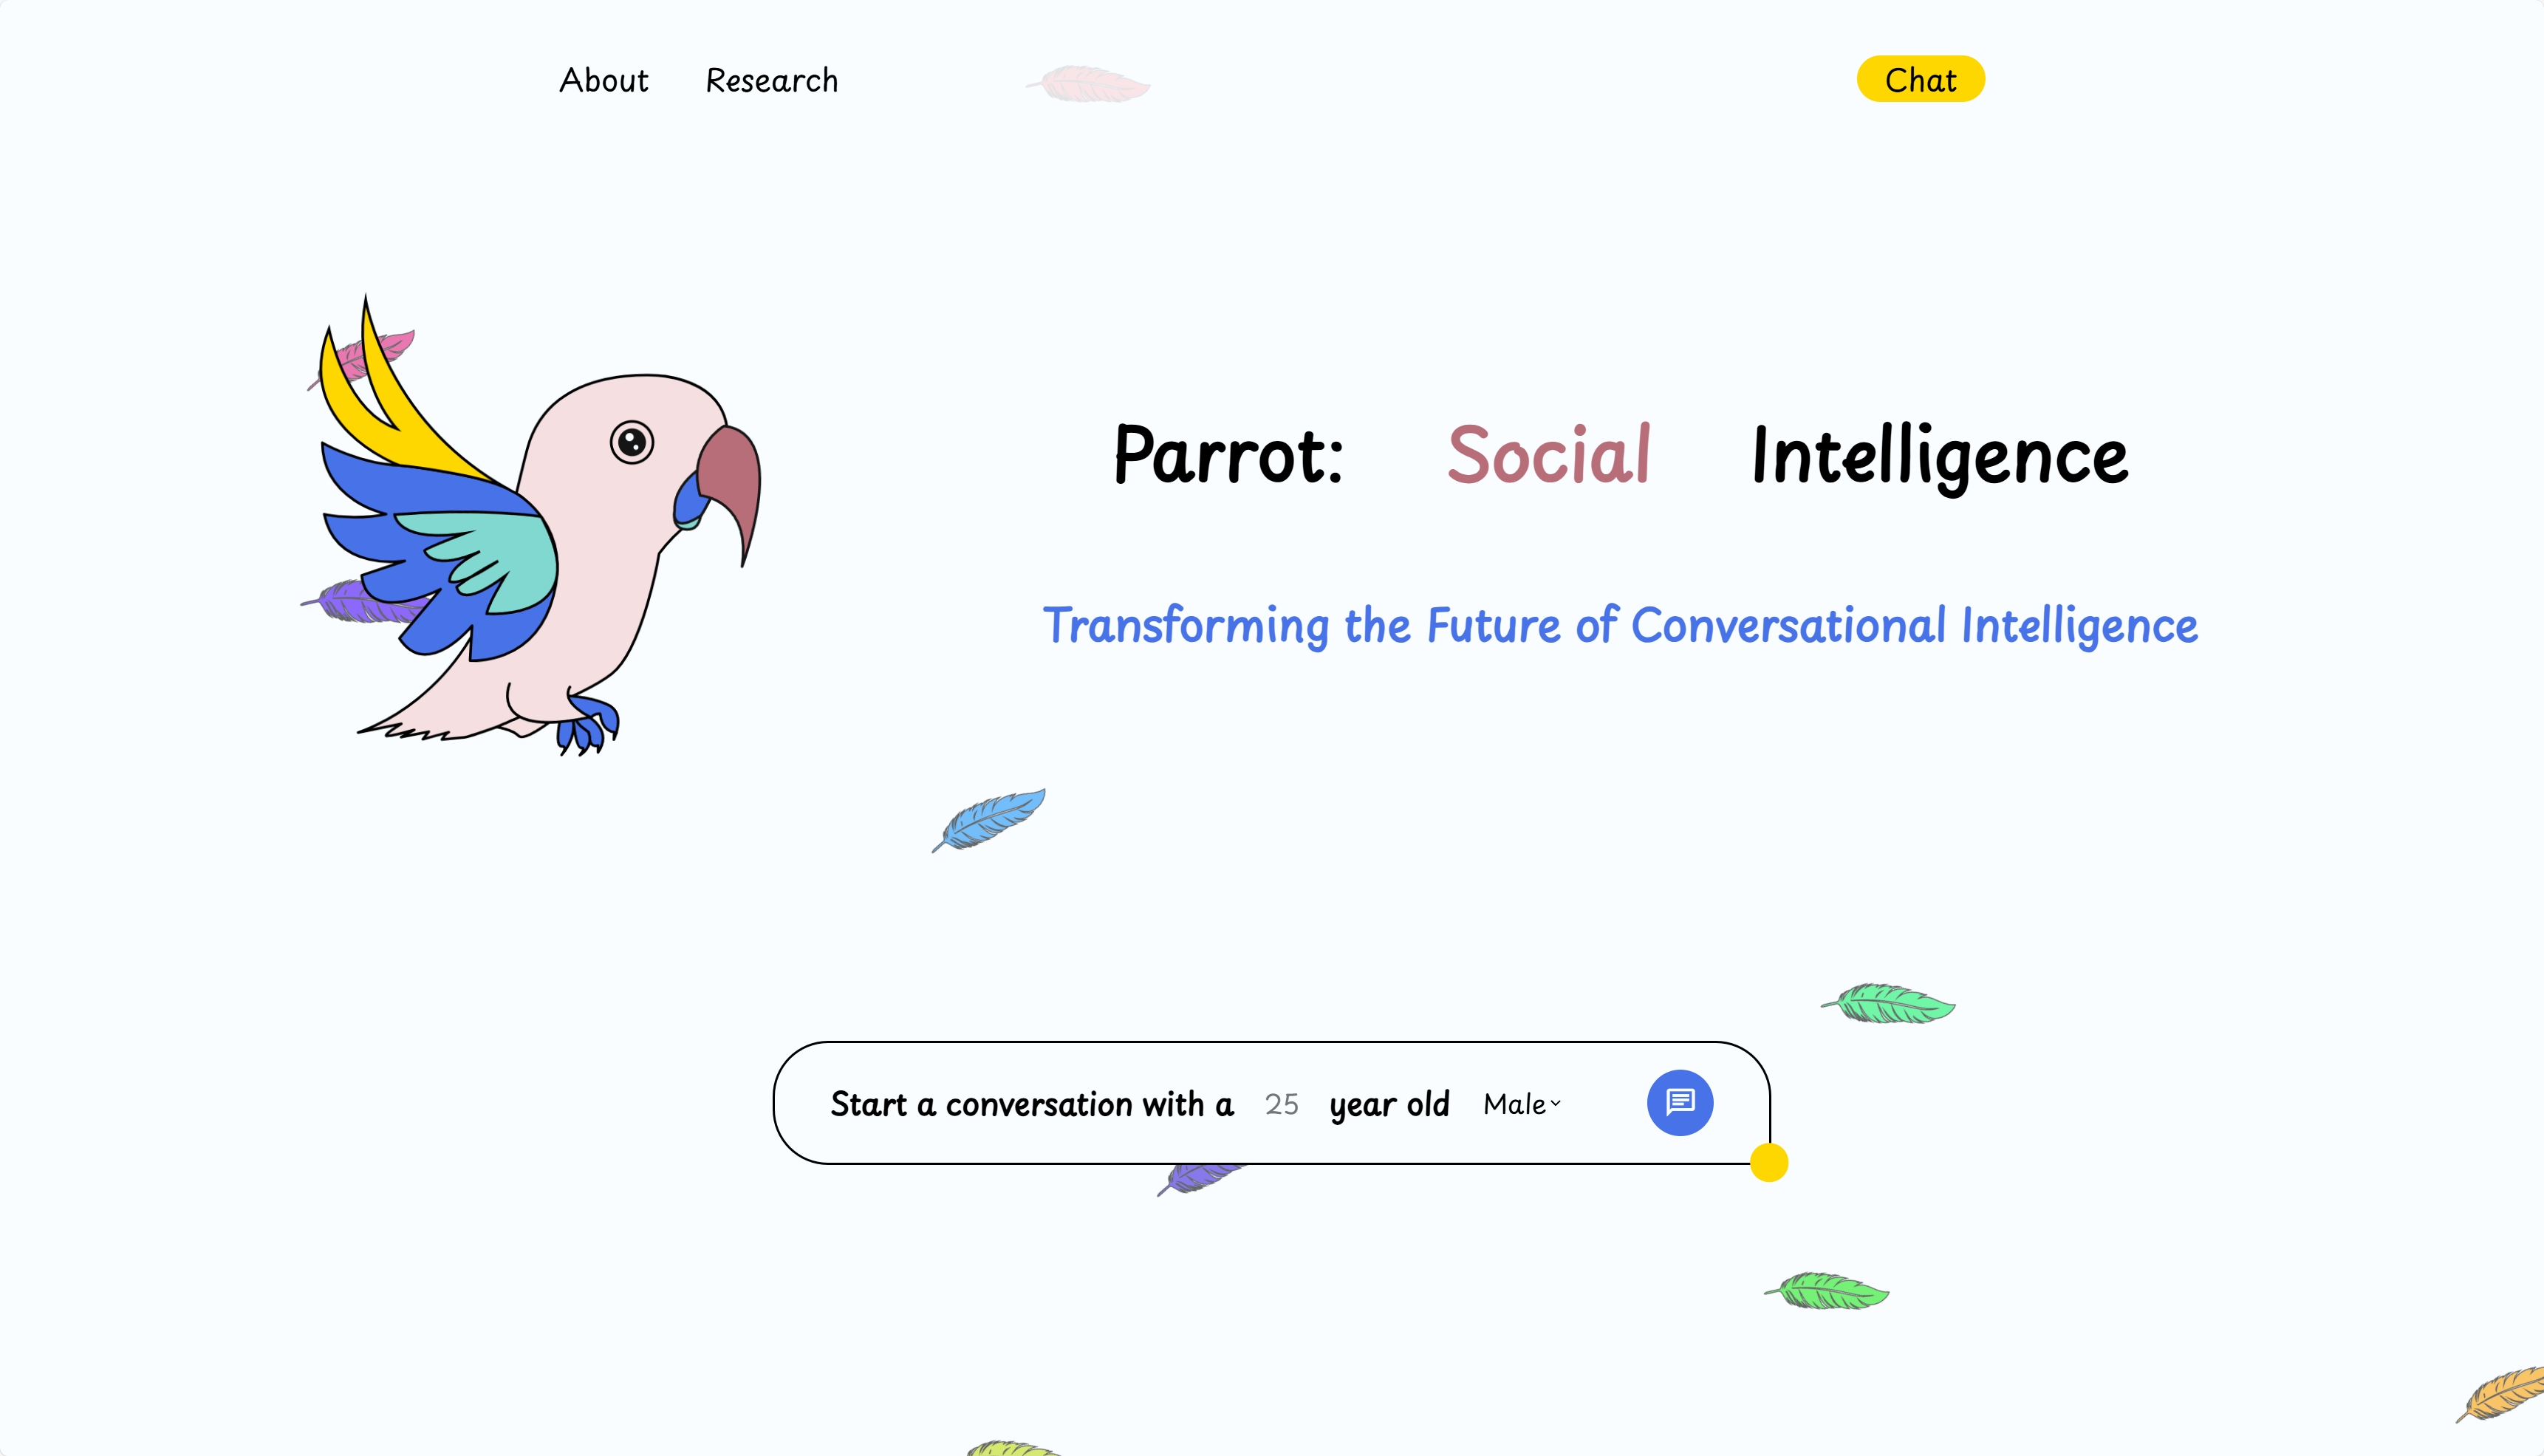 About Research Chat
Parrot: Social Intelligence
Transforming the Future of Conversational Intelligence
Start a conversation with a 25 year old Male